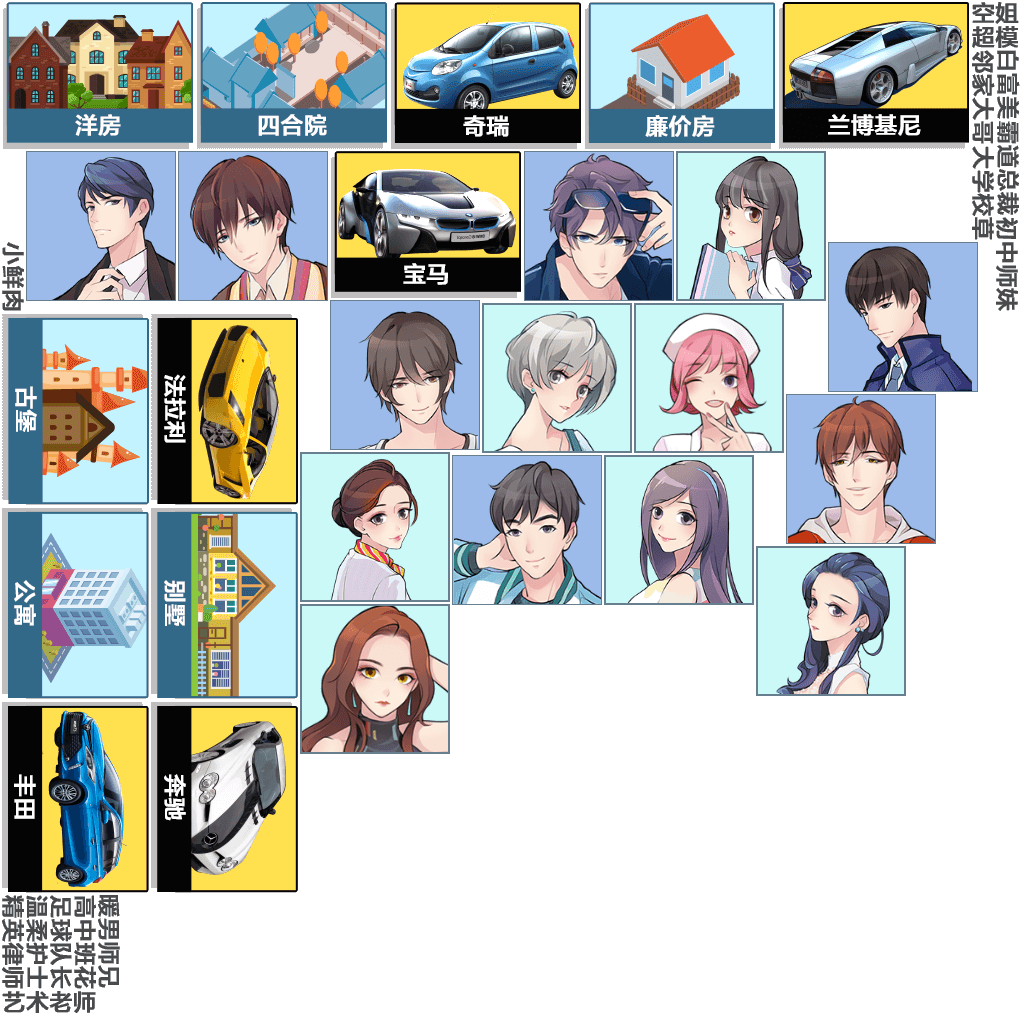 洋房
四合院
奇瑞
廉价房
兰博基尼
空姐
超模
白富美
霸道总裁
初中师妹
邻家大哥
大学校草
宝马
小鲜肉
古堡
法拉利
公寓
别墅
丰田
奔驰
暖男师兄
高中班花
足球队长
温柔护士
精英律师
艺术老师